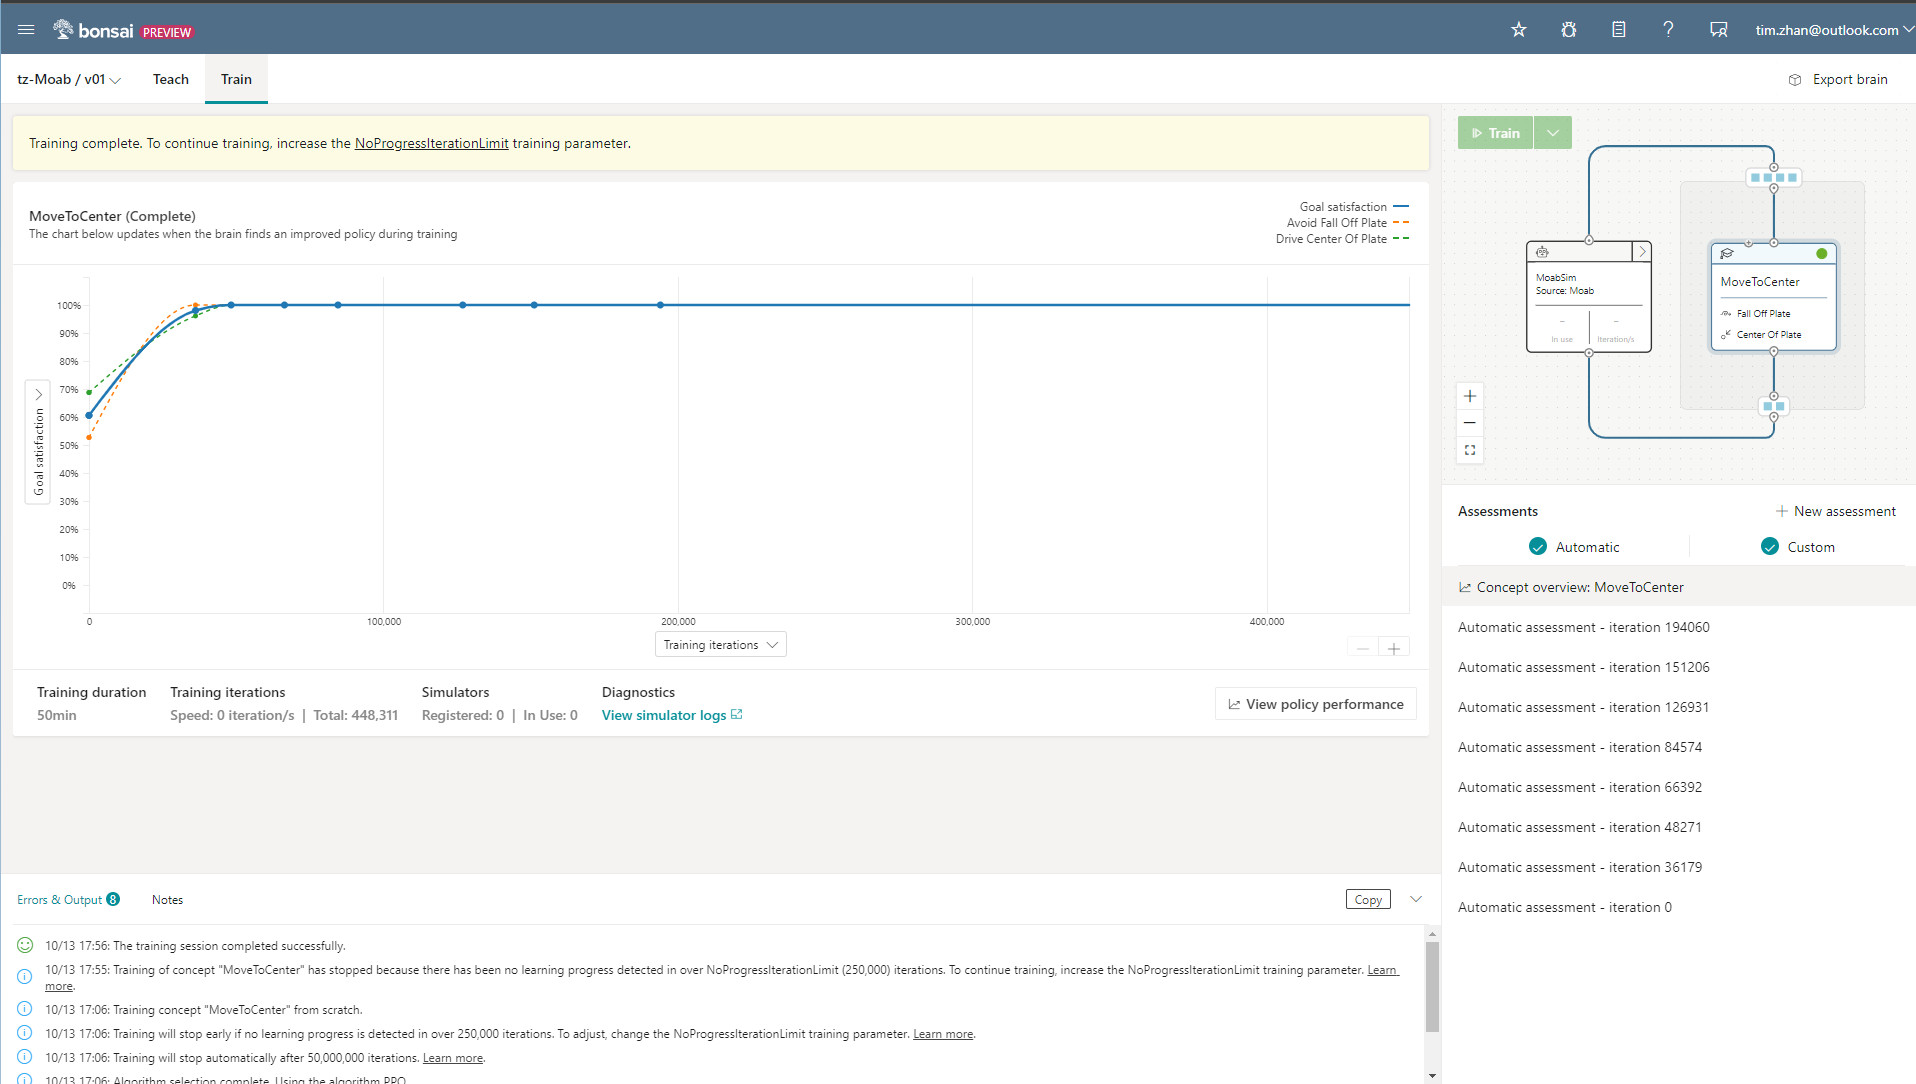 bonsai PREVIEW
tim.zhan@outlook.com
tz-Moab / v01
Teach
Train
Export brain
Training complete. To continue training, increase the NoProgressIterationLimit training parameter.
MoveToCenter (Complete)
The chart below updates when the brain finds an improved policy during training
Goal satisfaction
Avoid Fall Off Plate
Drive Center Of Plate
Goal satisfaction
100%
90%
80%
70%
60%
50%
40%
30%
20%
10%
0%
0
100,000
200,000
300,000
400,000
Training iterations
Training duration
50min
Training iterations
Speed: 0 iteration/s | Total: 448,311
Simulators
Registered: 0 | In Use: 0
Diagnostics
View simulator logs
View policy performance
Train
MoabSim
Source: Moab
--
In use
--
Iteration/s
MoveToCenter
Fall Off Plate
Center Of Plate
Assessments
New assessment
Automatic
Custom
Concept overview: MoveToCenter
Automatic assessment - iteration 194060
Automatic assessment - iteration 151206
Automatic assessment - iteration 126931
Automatic assessment - iteration 84574
Automatic assessment - iteration 66392
Automatic assessment - iteration 48271
Automatic assessment - iteration 36179
Automatic assessment - iteration 0
Errors & Output 8
Notes
Copy
10/13 17:56: The training session completed successfully.
10/13 17:55: Training of concept "MoveToCenter" has stopped because there has been no learning progress detected in over NoProgressIterationLimit (250,000) iterations. To continue training, increase the NoProgressIterationLimit training parameter. Learn
more.
10/13 17:06: Training concept "MoveToCenter" from scratch.
10/13 17:06: Training will stop early if no learning progress is detected in over 250,000 iterations. To adjust, change the NoProgressIterationLimit training parameter. Learn more.
10/13 17:06: Training will stop automatically after 50,000,000 iterations. Learn more.
10/13 17:06: Algorithm selection complete. Using the algorithm PPO.